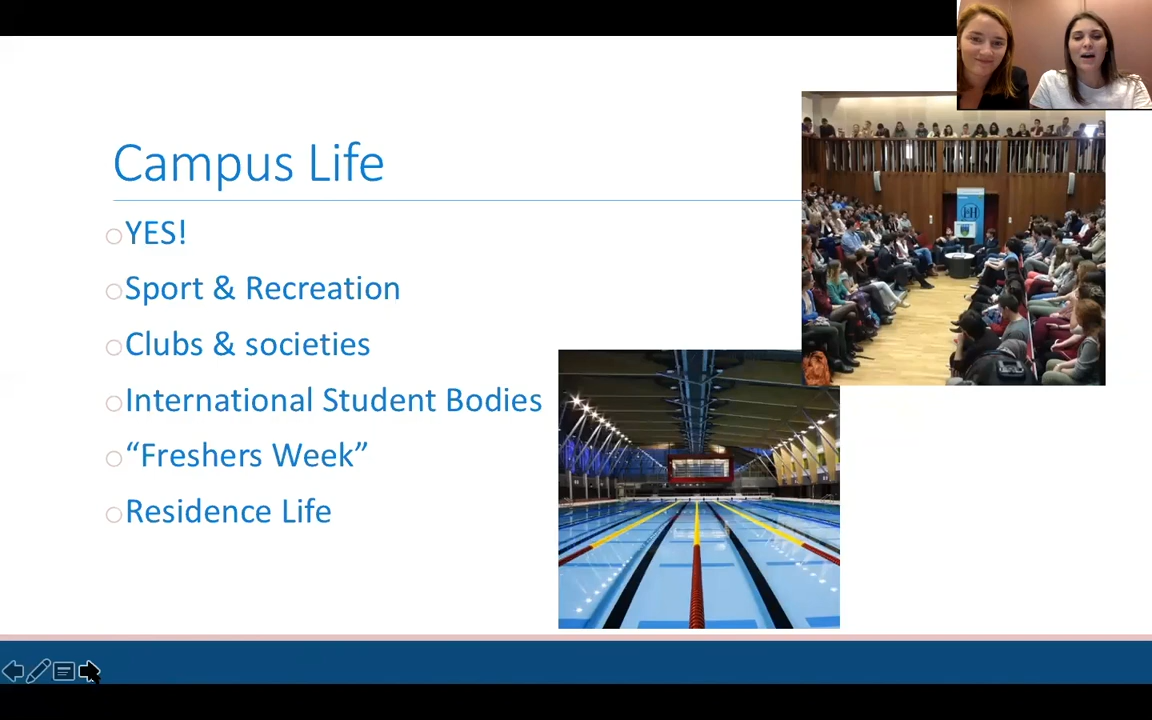 Campus Life
YES!
Sport & Recreation
Clubs & societies
International Student Bodies
“Freshers Week”
Residence Life